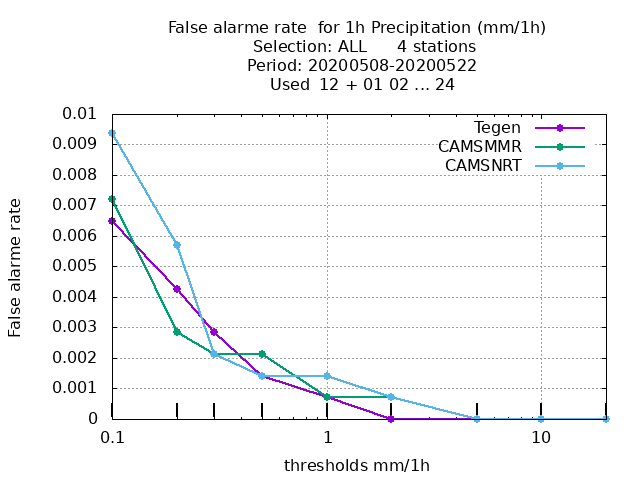 False alarme rate  for 1h Precipitation (mm/1h)
Selection: ALL      4 stations
Period: 20200508-20200522
Used  12 + 01 02 ... 24
0.01
0.009
0.008
0.007
0.006
0.005
0.004
0.003
0.002
0.001
0
False alarme rate
Tegen
CAMSMMR
CAMSNRT
0.1 1 10
thresholds mm/1h